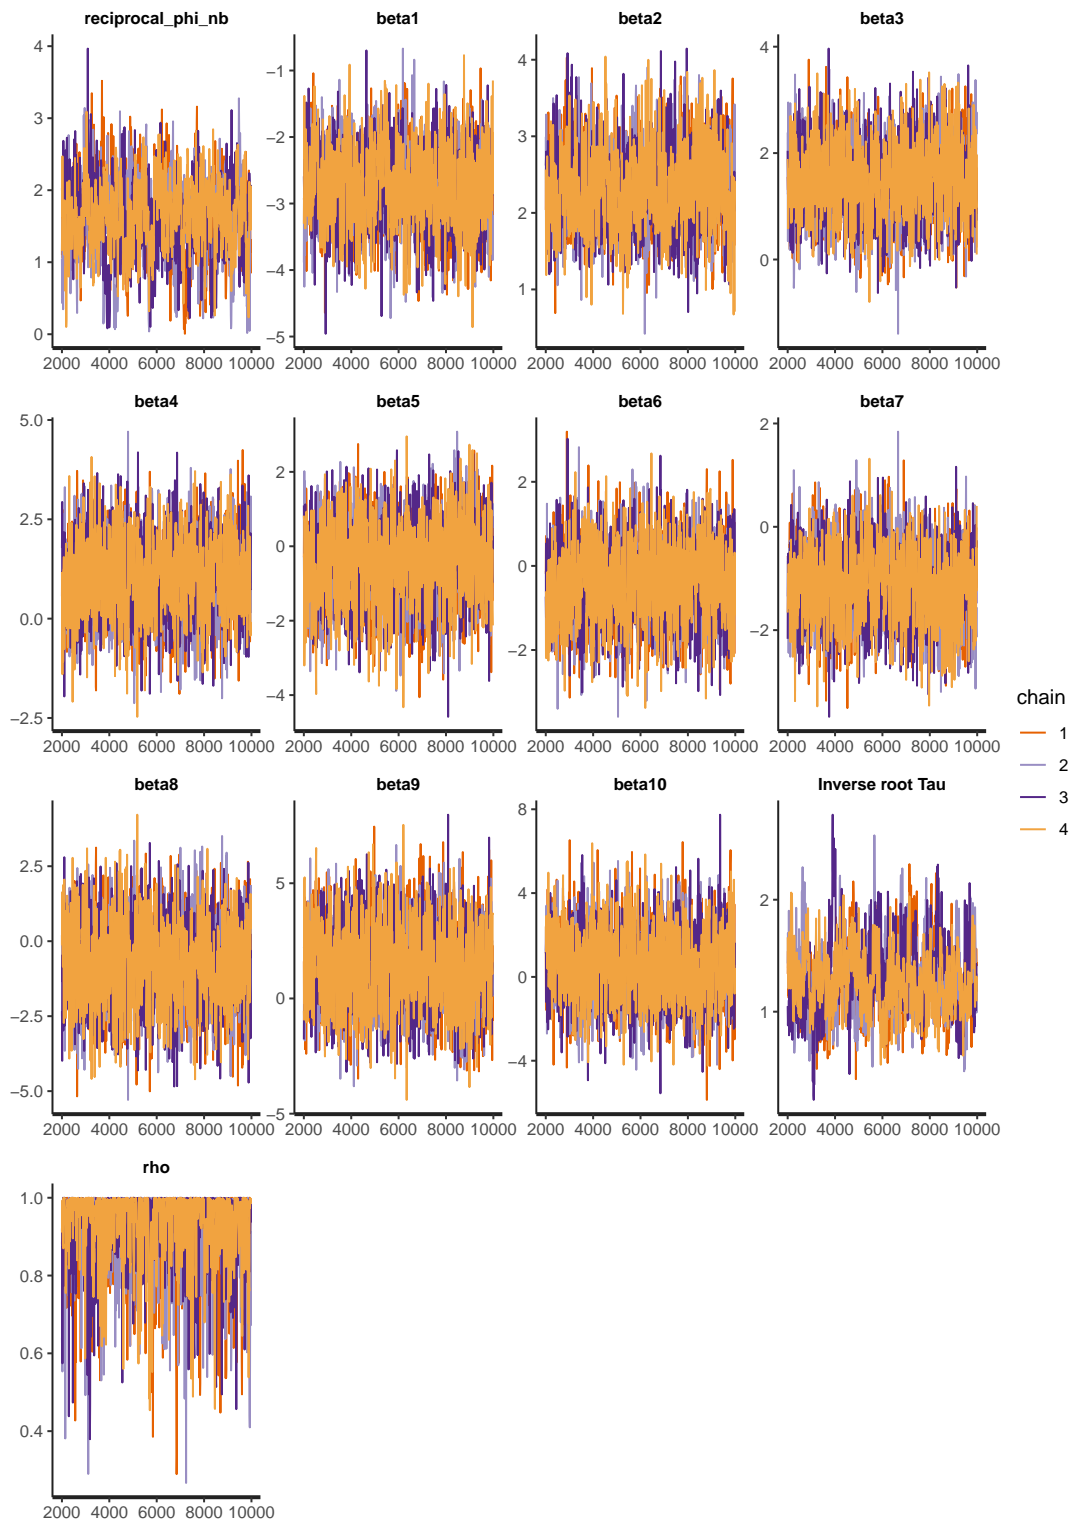 reciprocal_phi_nb beta1 beta2 beta3
4 −1 4 4
3 −2 3 2
2 −3 2 0
1 −4 1
0 −5
2000 4000 6000 8000 10000 2000 4000 6000 8000 10000 2000 4000 6000 8000 10000 2000 4000 6000 8000 10000
beta4 beta5 beta6 beta7
5.0 2 2 2
2.5 0 0 0
0.0 −2 −2 −2
−2.5 −4
2000 4000 6000 8000 10000 2000 4000 6000 8000 10000 2000 4000 6000 8000 10000 2000 4000 6000 8000 10000
chain
1
2
3
4
beta8 beta9 beta10 Inverse root Tau
2.5 5 8 2
0.0 0 4 1
−2.5 −5 0
−5.0 −4
2000 4000 6000 8000 10000 2000 4000 6000 8000 10000 2000 4000 6000 8000 10000 2000 4000 6000 8000 10000
rho
1.0
0.8
0.6
0.4
2000 4000 6000 8000 10000